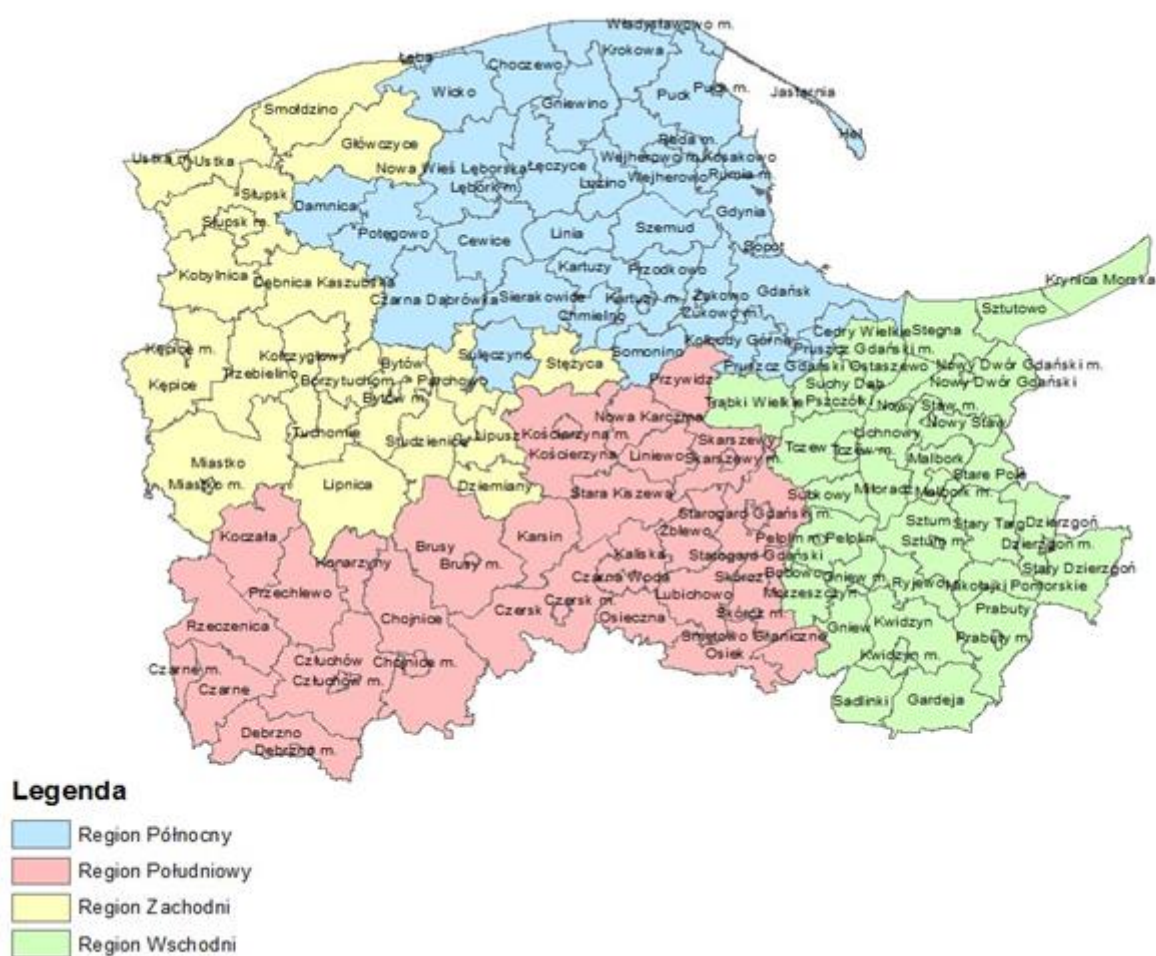 Władysławowo m.
Łeba
Choczewo
Krokowa
Wicko
Gniewino
Puck
Puck m.
Jastarnia
Smołdzino
Hel
Główczyce
Reda m.
Ustka m.
Ustka
Nowa Wieś Lęborska
Łęczyce
Wejherowo m.
Kosakowo
Lębork m.
Luzino
Wejherowo
Rumia m.
Słupsk
Damnica
Gdynia
Słupsk m.
Potęgowo
Cewice
Linia
Szemud
Sopot
Kobylnica
Dębnica Kaszubska
Kartuzy
Przodkowo
Krynica Morska
Czarna Dąbrówka
Sierakowice
Kartuzy m.
Żukowo
Gdańsk
Sztutowo
Chmielno
Żukowo m.
Kępice m.
Kołczygłowy
Sulęczyno
Somonino
Kolbudy Górne
Cedry Wielkie
Stegna
Pruszcz Gdański m.
Kępice
Trzebielino
Borzytuchom
Bytów
Parchowo
Stężyca
Pruszcz Gdański
Ostaszewo
Nowy Dwór Gdański m.
Bytów m.
Przywidz
Suchy Dąb
Nowy Dwór Gdański
Trąbki Wielkie
Pszczółki
Nowy Staw m.
Tuchomie
Studzienice
Lipusz
Kościerzyna m.
Nowa Karczma
Nowy Staw
Skarszewy
Tczew
Tczew m.
Lichnowy
Miastko
Kościerzyna
Liniewo
Skarszewy m.
Malbork
Miastko m.
Lipnica
Dziemiany
Stara Kiszewa
Subkowy
Miłoradz
Malbork m.
Stare Pole
Starogard Gdański m.
Koczała
Karsin
Zblewo
Pelplin m.
Pelplin
Sztum
Stary Targ
Dzierzgoń
Konarzyny
Brusy
Brusy m.
Kaliska
Starogard Gdański
Sztum m.
Dzierzgoń m.
Przechlewo
Czarna Woda
Skórcz
Bobowo
Gniew m.
Ryjewo
Mikołajki Pomorskie
Stary Dzierzgoń
Rzeczenica
Chojnice
Czersk
Czersk m.
Osieczna
Lubichowo
Skórcz m.
Morzeszczyn
Gniew
Kwidzyn
Prabuty
Człuchów
Chojnice m.
Smętowo Graniczne
Prabuty m.
Czarne m.
Człuchów m.
Osiek
Kwidzyn m.
Czarne
Sadlinki
Gardeja
Debrzno
Debrzno m.
Legenda
Region Północny
Region Południowy
Region Zachodni
Region Wschodni